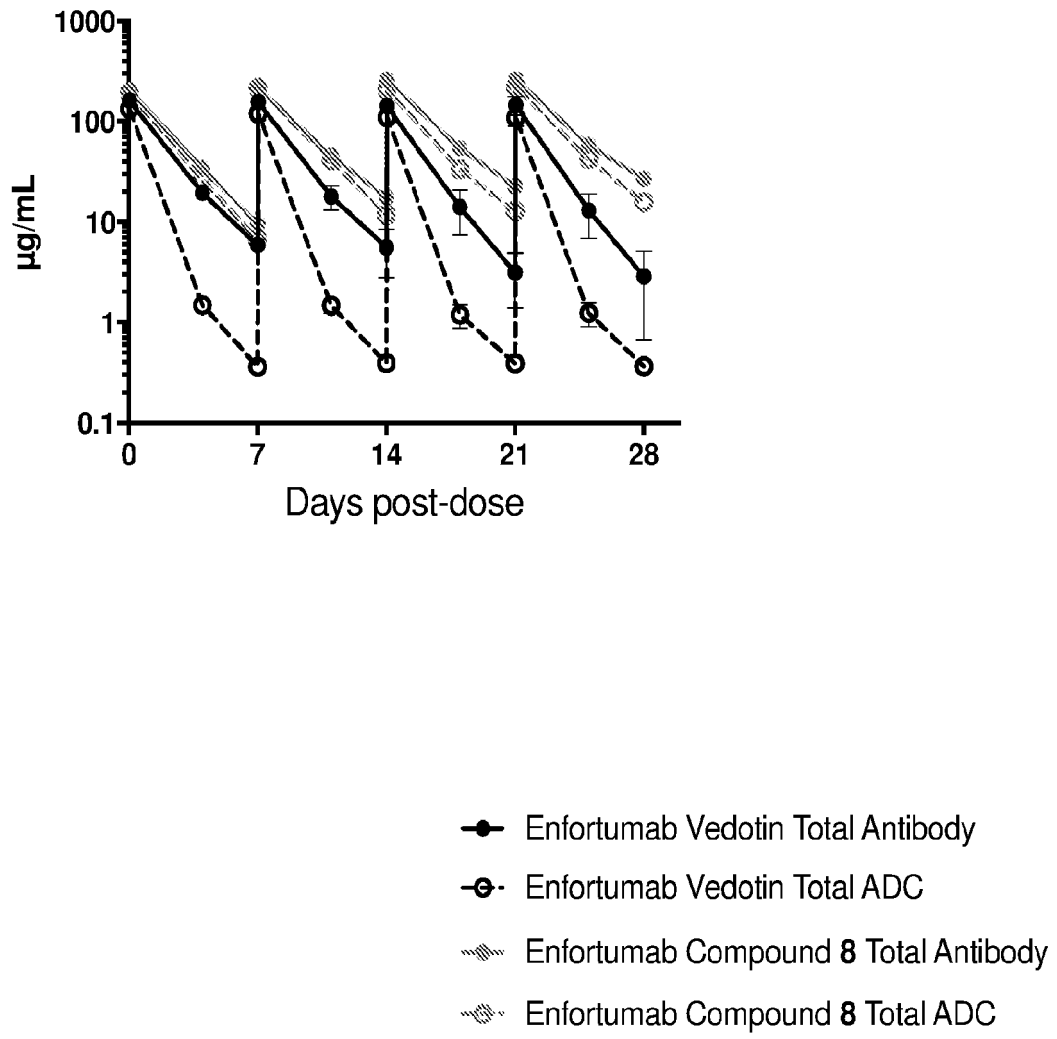 1000
100
10
1
0.1
µg/mL
0 7 14 21 28
Days post-dose
Enfortumab Vedotin Total Antibody
Enfortumab Vedotin Total ADC
Enfortumab Compound 8 Total Antibody
Enfortumab Compound 8 Total ADC